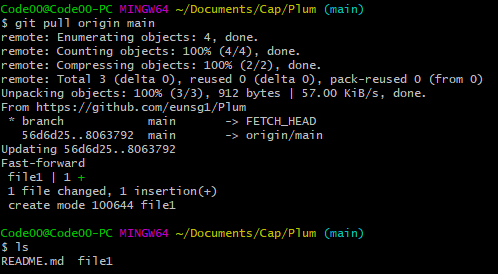 Code00@Code00-PC MINGW64 ~/Documents/Cap/Plum (main)
$ git pull origin main
remote: Enumerating objects: 4, done.
remote: Counting objects: 100% (4/4), done.
remote: Compressing objects: 100% (2/2), done.
remote: Total 3 (delta 0), reused 0 (delta 0), pack-reused 0 (from 0)
Unpacking objects: 100% (3/3), 912 bytes | 57.00 KiB/s, done.
From https://github.com/eunsg1/Plum
 * branch            main       -> FETCH_HEAD
   56d6d25..8063792  main       -> origin/main
Updating 56d6d25..8063792
Fast-forward
 file1 | 1 +
 1 file changed, 1 insertion(+)
 create mode 100644 file1
Code00@Code00-PC MINGW64 ~/Documents/Cap/Plum (main)
$ ls
README.md  file1